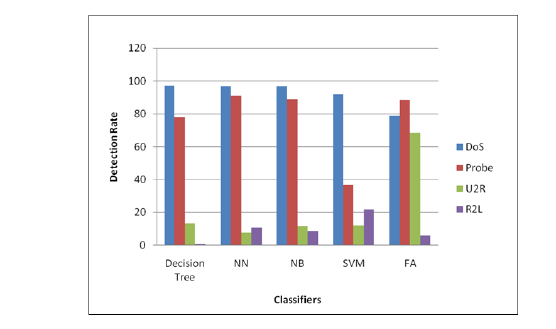 120
100
80
60
40
20
0
Detection Rate
Decision Tree
NN
NB
SVM
FA
Classifiers
DoS
Probe
U2R
R2L